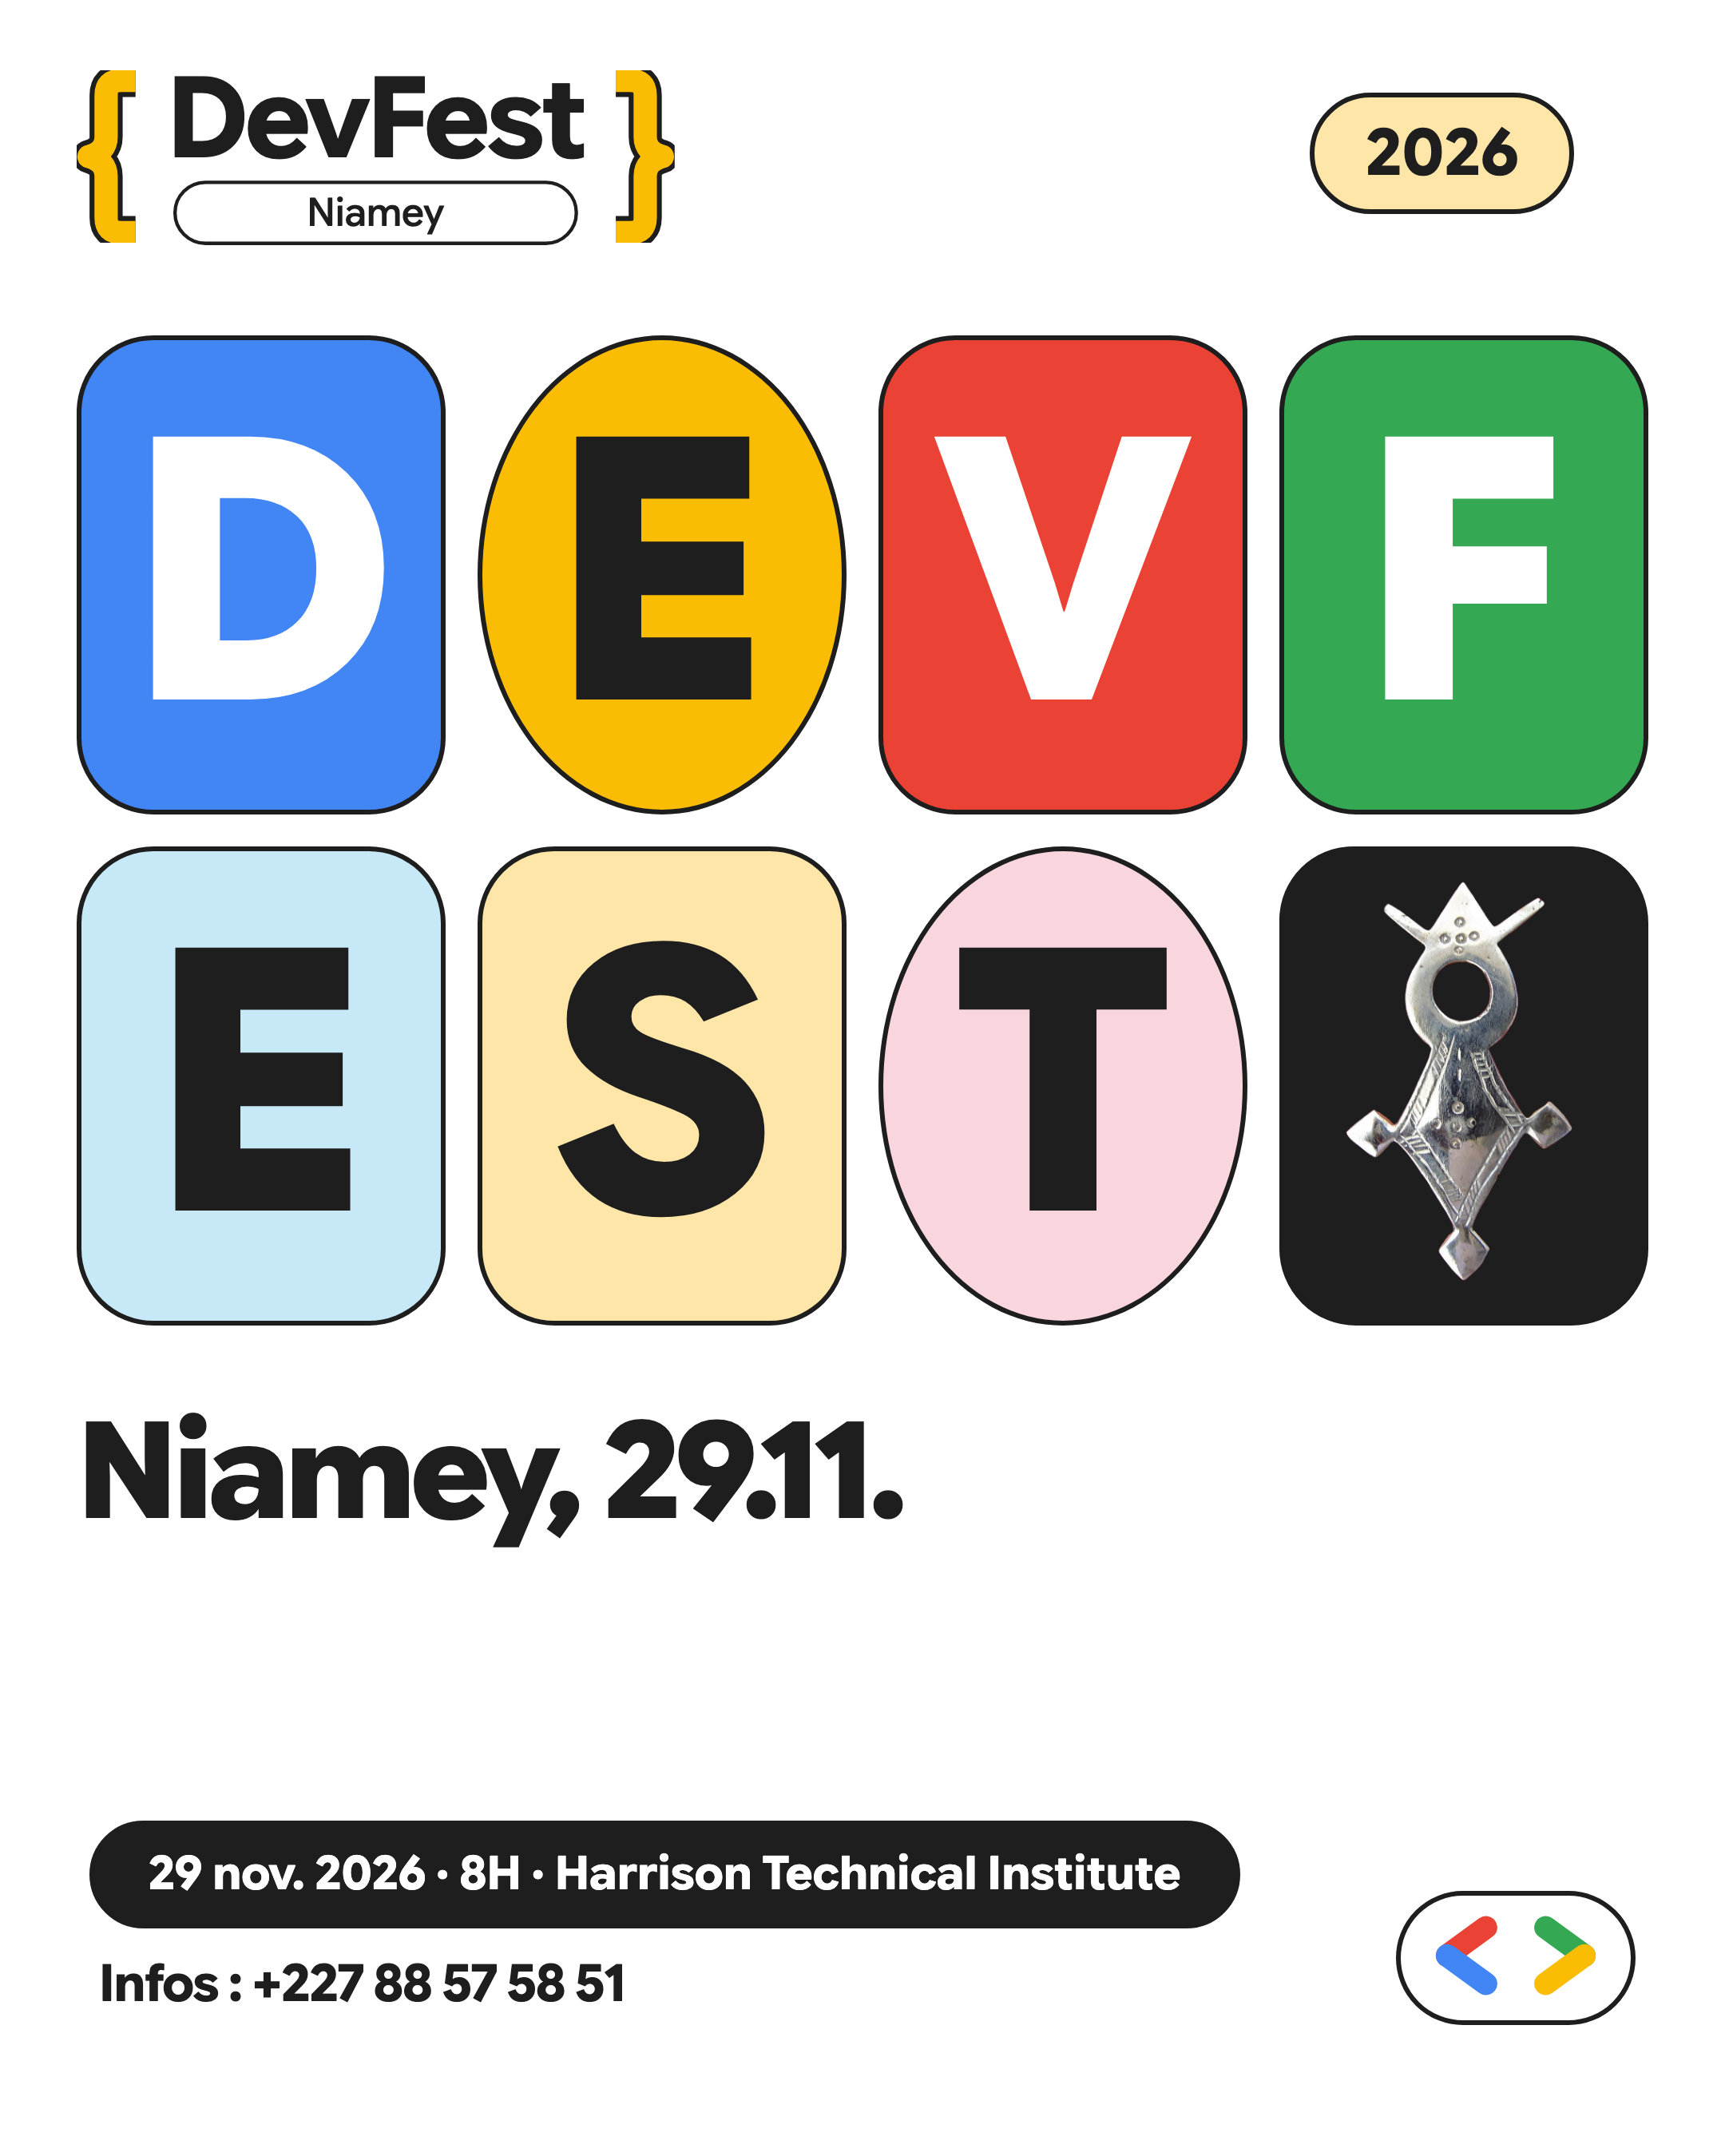 { DevFest }
Niamey
2026
D E V F
E S T
Niamey, 29.11.
29 nov. 2026 · 8H · Harrison Technical Institute
Infos : +227 88 57 58 51